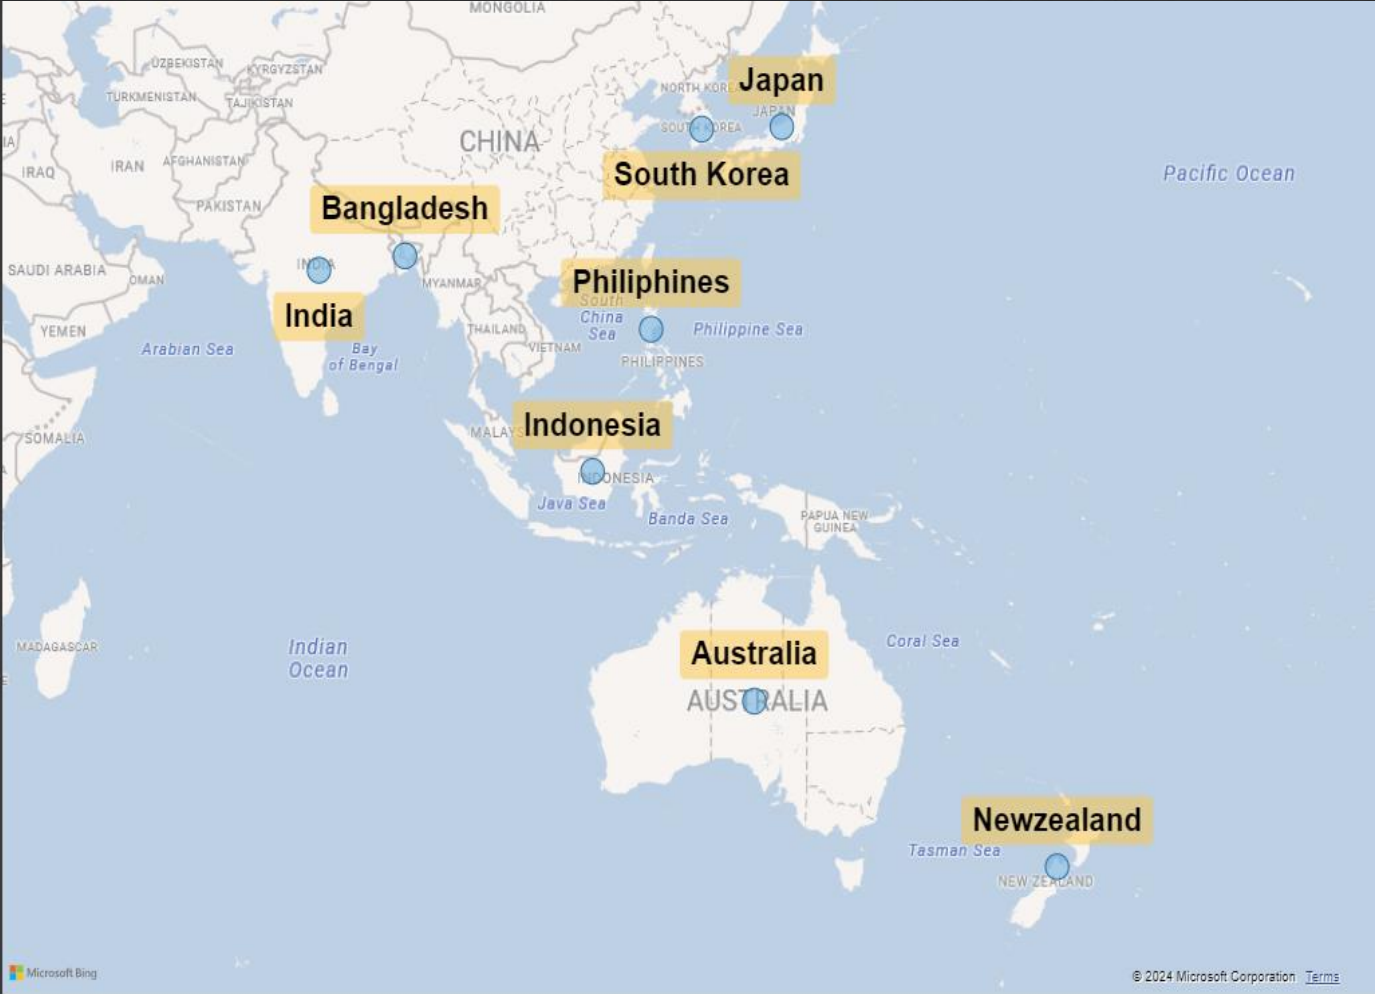 MONGOLIA
UZBEKISTAN
KYRGYZSTAN
Japan
TURKMENISTAN
TAJIKISTAN
NORTH KORE
JAPAN
IA
CHINA
SOUTH KOREA
IRAQ
IRAN
AFGHANISTAN
South Korea
Pacific Ocean
PAKISTAN
Bangladesh
SAUDI ARABIA
OMAN
INDIA
MYANMAR
Philiphines
India
South
China
Sea
Philippine Sea
YEMEN
THAILAND
Arabian Sea
Bay
of Bengal
VIETNAM
PHILIPPINES
SOMALIA
MALAYS
Indonesia
INDONESIA
Java Sea
Banda Sea
PAPUA NEW
GUINEA
MADAGASCAR
Indian
Ocean
Australia
Coral Sea
AUSTRALIA
Newzealand
Tasman Sea
NEW ZEALAND
Microsoft Bing
© 2024 Microsoft Corporation Terms